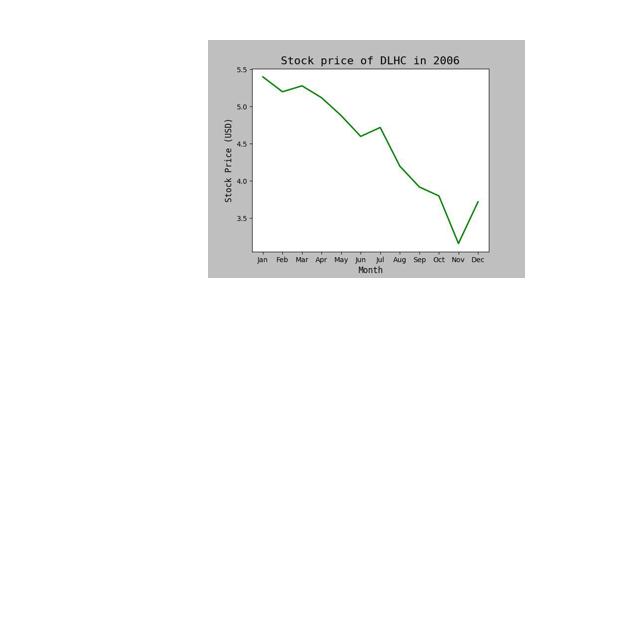 Stock price of DLHC in 2006
Stock Price (USD)
5.5
5.0
4.5
4.0
3.5
Jan Feb Mar Apr May Jun Jul Aug Sep Oct Nov Dec
Month